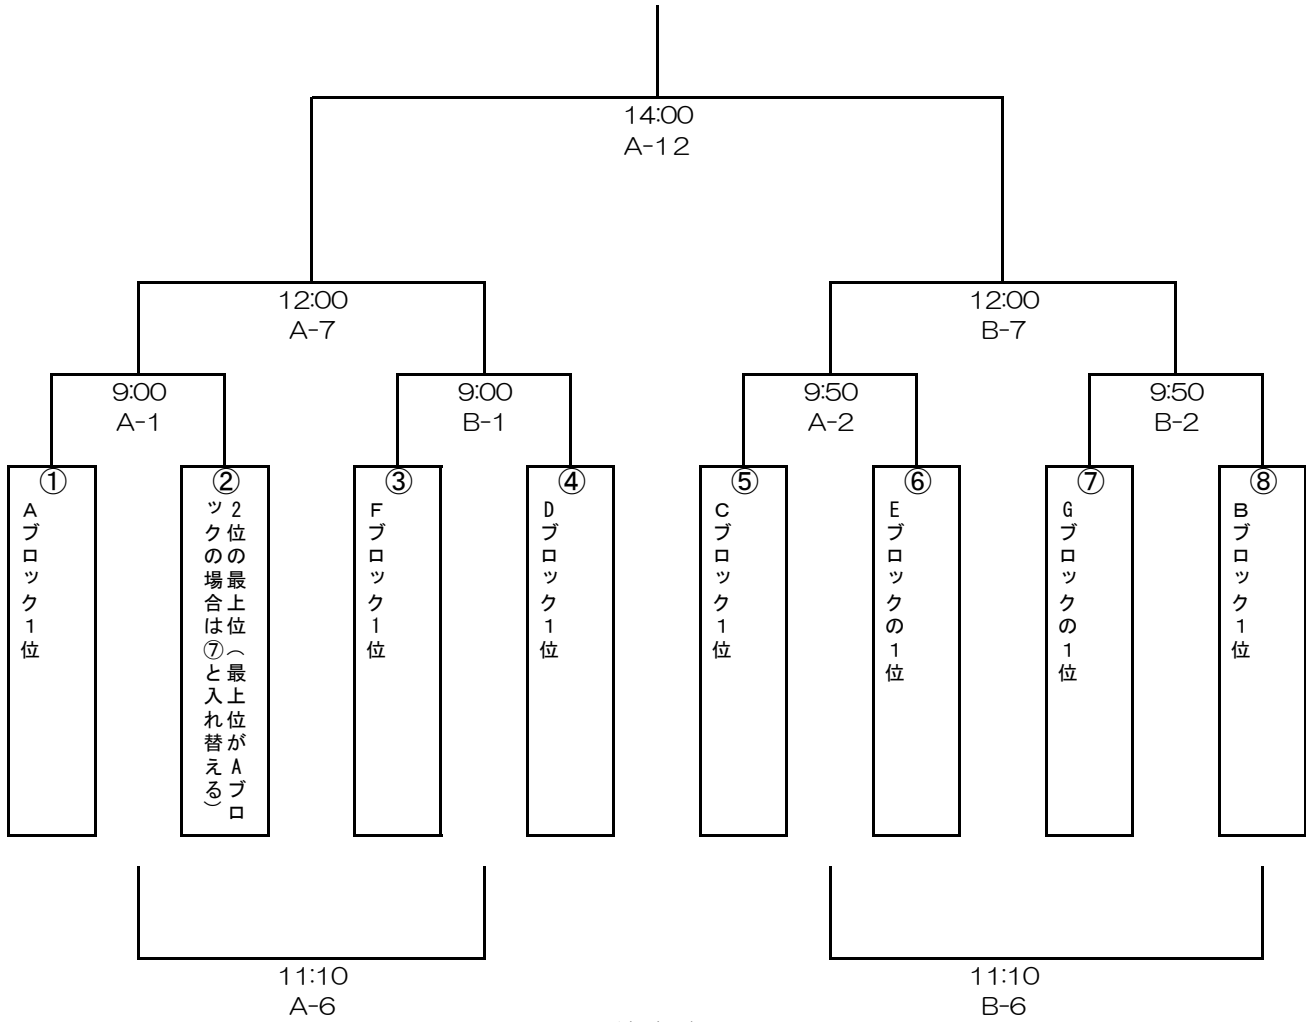 14:00
A-12
12:00
A-7
12:00
B-7
9:00
A-1
9:00
B-1
9:50
A-2
9:50
B-2
①
Aブロック1位
②
2位の最上位（最上位がAブロ
ックの場合は⑦と入れ替える）
③
Fブロック1位
④
Dブロック1位
⑤
Cブロック1位
⑥
Eブロックの1位
⑦
Gブロックの1位
⑧
Bブロック1位
11:10
A-6
11:10
B-6